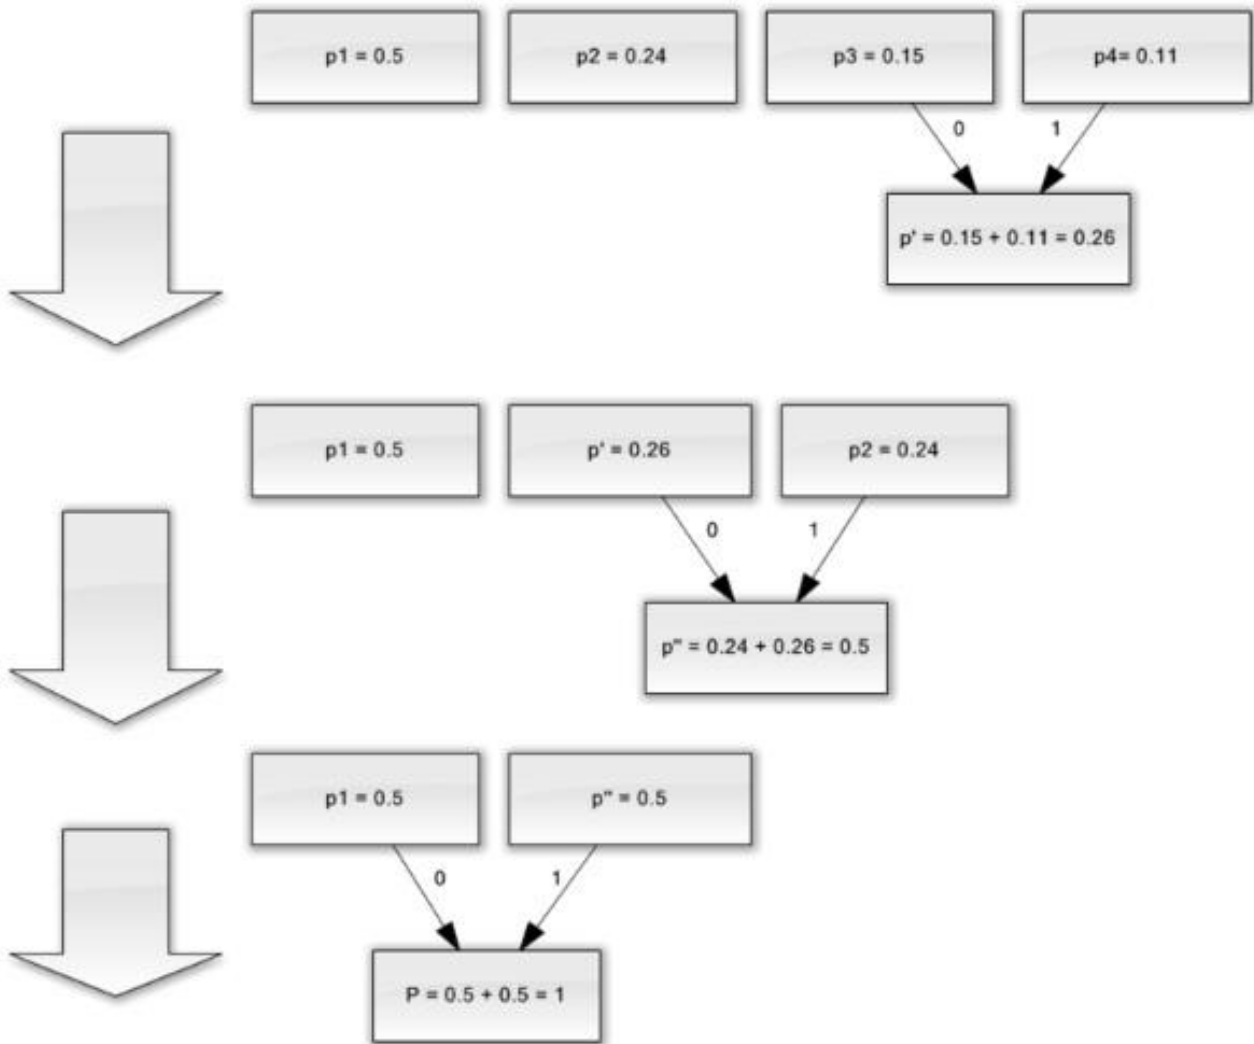 p1 = 0.5
p2 = 0.24
p3 = 0.15
p4= 0.11
0
1
p' = 0.15 + 0.11 = 0.26
p1 = 0.5
p' = 0.26
p2 = 0.24
0
1
p" = 0.24 + 0.26 = 0.5
p1 = 0.5
p" = 0.5
0
1
P = 0.5 + 0.5 = 1